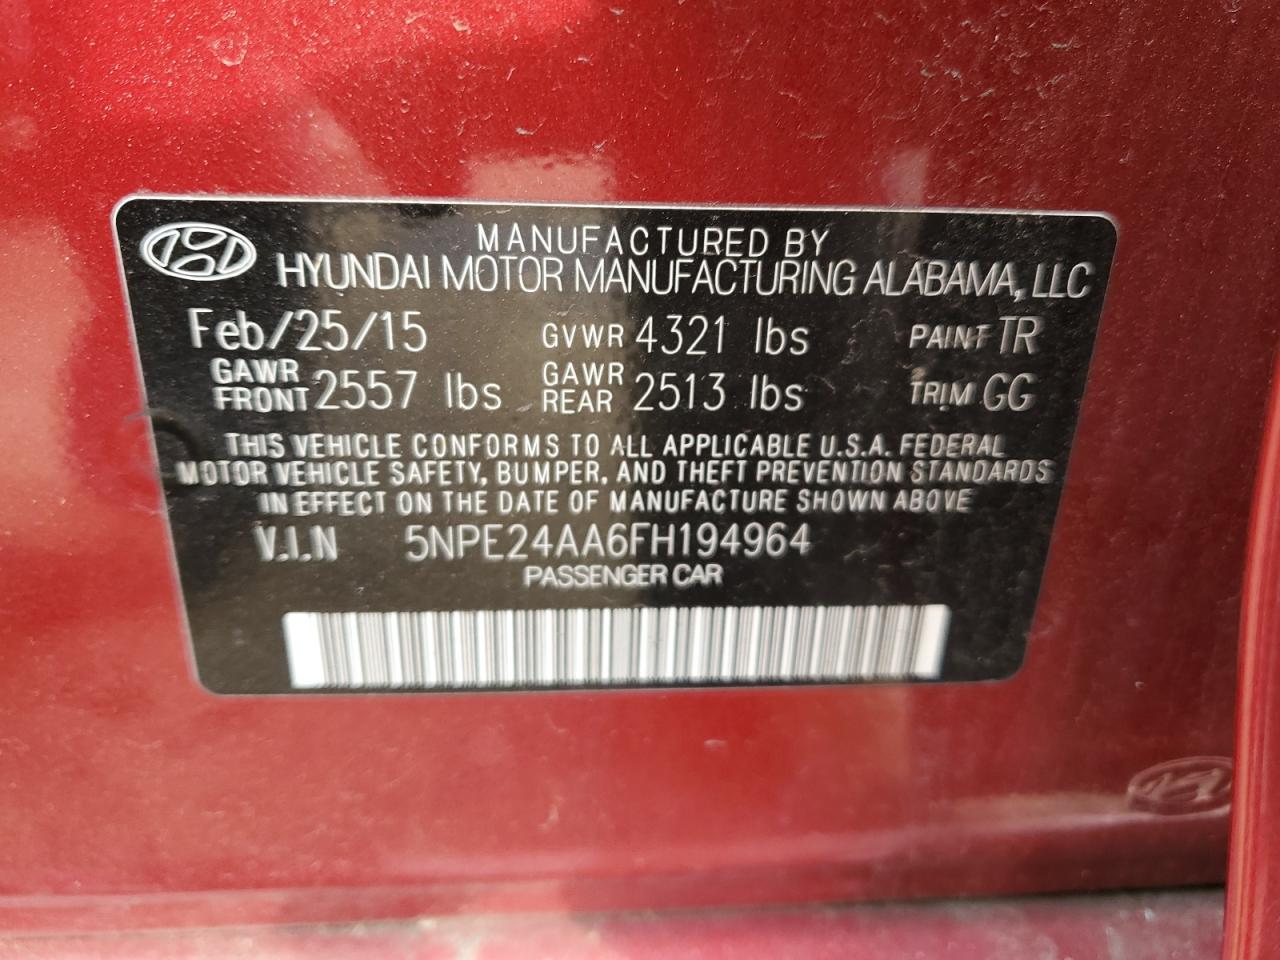 MANUFACTURED BY
HYUNDAI MOTOR MANUFACTURING ALABAMA, LLC
Feb/25/15 GVWR 4321 lbs PAINT TR
GAWR FRONT 2557 lbs GAWR REAR 2513 lbs TRIM GG
THIS VEHICLE CONFORMS TO ALL APPLICABLE U.S.A. FEDERAL
MOTOR VEHICLE SAFETY, BUMPER, AND THEFT PREVENTION STANDARDS
IN EFFECT ON THE DATE OF MANUFACTURE SHOWN ABOVE
V.I.N 5NPE24AA6FH194964
PASSENGER CAR